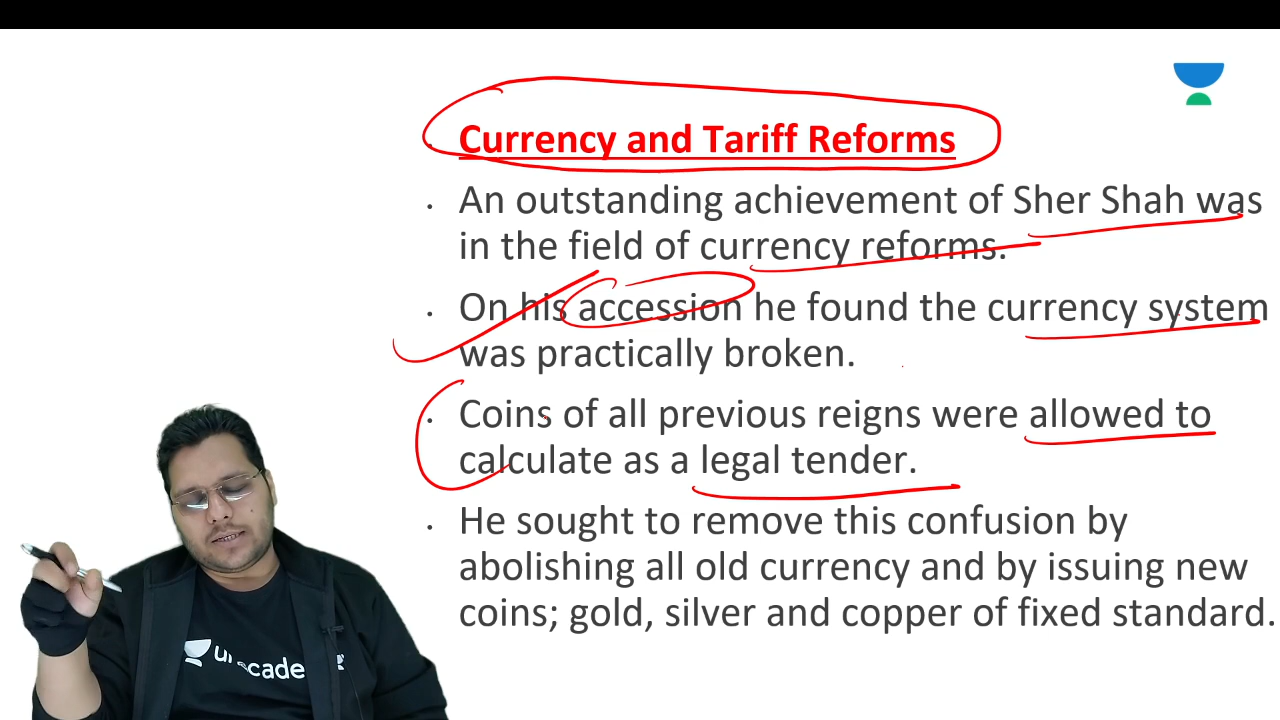 Currency and Tariff Reforms
· An outstanding achievement of Sher Shah was
in the field of currency reforms.
· On his accession he found the currency system
was practically broken.
· Coins of all previous reigns were allowed to
calculate as a legal tender.
· He sought to remove this confusion by
abolishing all old currency and by issuing new
coins; gold, silver and copper of fixed standard.